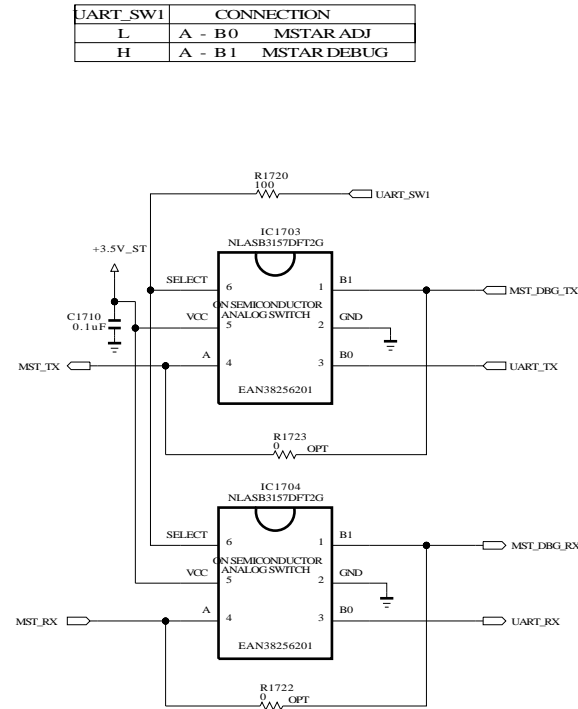 UART_SW1 CONNECTION
L A - B0 MSTAR ADJ
H A - B1 MSTAR DEBUG
R1720
100
UART_SW1
IC1703
NLASB3157DFT2G
+3.5V_ST
SELECT 6 1 B1
MST_DBG_TX
ON SEMICONDUCTOR
ANALOG SWITCH
C1710
0.1uF
VCC 5 2 GND
MST_TX
A 4 3 B0
UART_TX
EAN38256201
R1723
0 OPT
IC1704
NLASB3157DFT2G
SELECT 6 1 B1
MST_DBG_RX
ON SEMICONDUCTOR
ANALOG SWITCH
VCC 5 2 GND
MST_RX
A 4 3 B0
UART_RX
EAN38256201
R1722
0 OPT